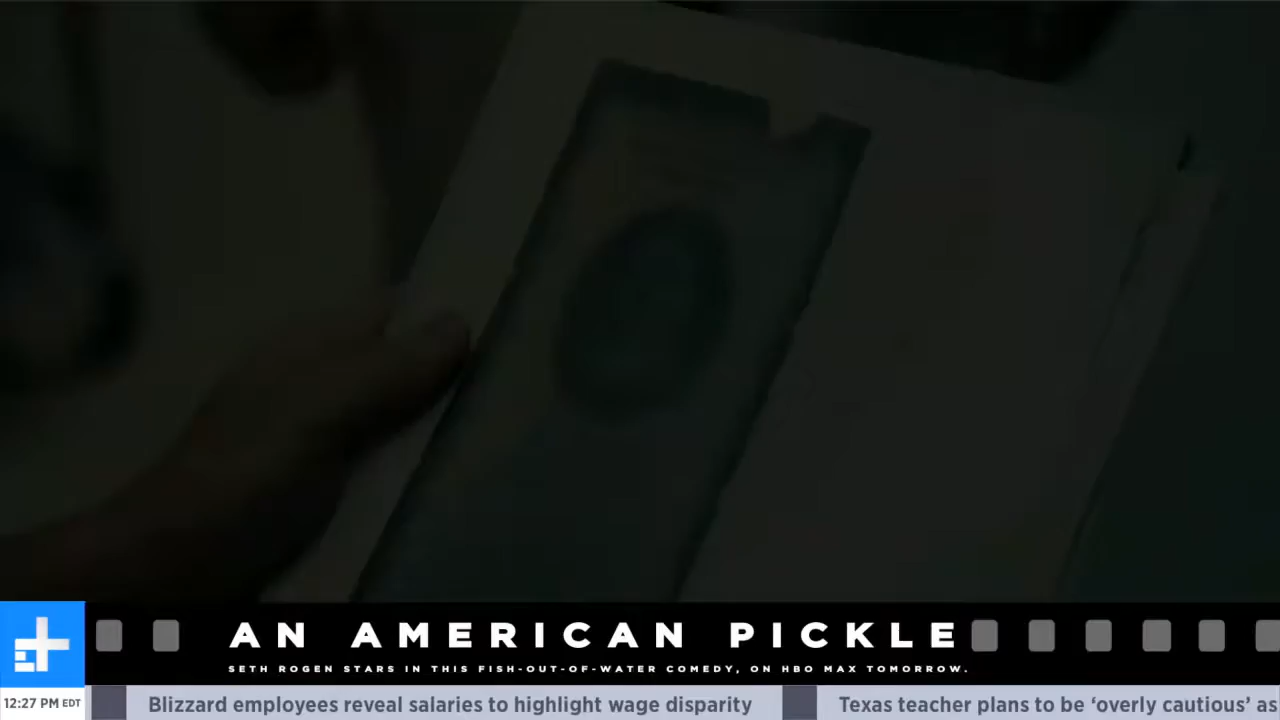 AN AMERICAN PICKLE
SETH ROGEN STARS IN THIS FISH-OUT-OF-WATER COMEDY, ON HBO MAX TOMORROW.
12:27 PM EDT
Blizzard employees reveal salaries to highlight wage disparity
Texas teacher plans to be ‘overly cautious’ as